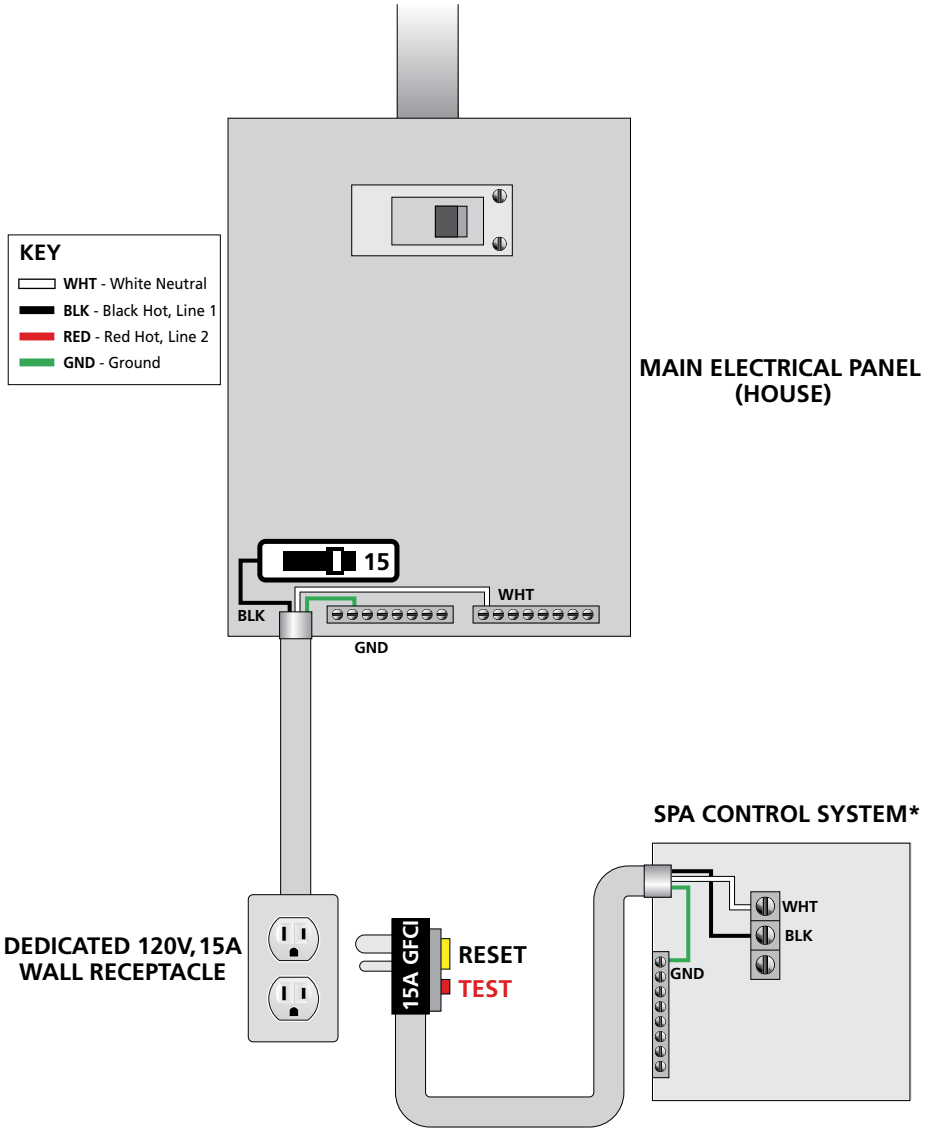 KEY
WHT - White Neutral
BLK - Black Hot, Line 1
RED - Red Hot, Line 2
GND - Ground
MAIN ELECTRICAL PANEL
(HOUSE)
15
BLK
WHT
GND
SPA CONTROL SYSTEM*
WHT
BLK
GND
DEDICATED 120V, 15A
WALL RECEPTACLE
15A GFCI
RESET
TEST